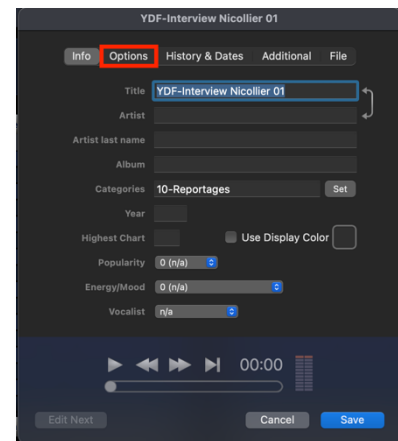 YDF-Interview Nicollier 01
Info Options History & Dates Additional File
Title YDF-Interview Nicollier 01
Artist
Artist last name
Album
Categories 10-Reportages Set
Year
Highest Chart Use Display Color
Popularity 0 (n/a)
Energy/Mood 0 (n/a)
Vocalist n/a
00:00
Edit Next Cancel Save